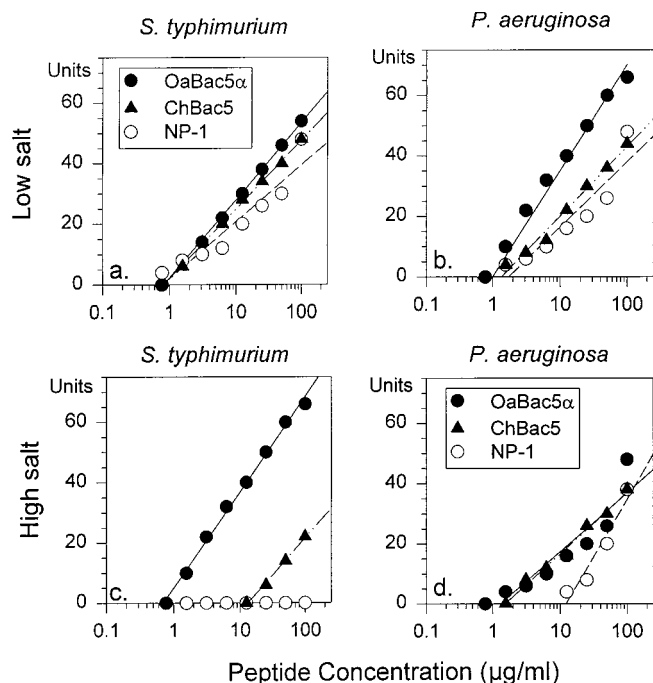 S. typhimurium
P. aeruginosa
Low salt
Units
60
40
20
0
OaBac5α
ChBac5
NP-1
a.
0.1 1 10 100
Units
60
40
20
0
b.
0.1 1 10 100
S. typhimurium
P. aeruginosa
High salt
Units
60
40
20
0
c.
0.1 1 10 100
Units
60
40
20
0
OaBac5α
ChBac5
NP-1
d.
0.1 1 10 100
Peptide Concentration (µg/ml)